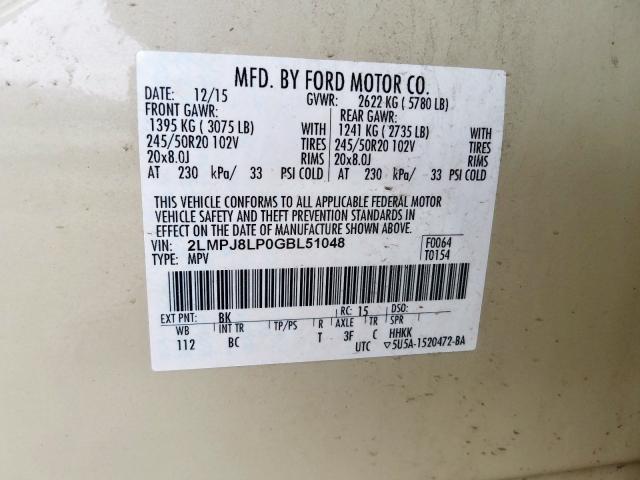 MFD. BY FORD MOTOR CO.
DATE: 12/15 GVWR: 2622 KG ( 5780 LB)
FRONT GAWR: REAR GAWR:
1395 KG ( 3075 LB) WITH 1241 KG ( 2735 LB) WITH
245/50R20 102V TIRES 245/50R20 102V TIRES
20x8.0J RIMS 20x8.0J RIMS
AT 230 kPa/ 33 PSI COLD AT 230 kPa/ 33 PSI COLD
THIS VEHICLE CONFORMS TO ALL APPLICABLE FEDERAL MOTOR
VEHICLE SAFETY AND THEFT PREVENTION STANDARDS IN
EFFECT ON THE DATE OF MANUFACTURE SHOWN ABOVE.
VIN: 2LMPJ8LP0GBL51048 F0064
TYPE: MPV T0154
EXT PNT: BK RC: 15 DSO:
WB INT TR TP/PS R AXLE TR SPR
112 BC T 3F C HHKK
UTC ▽5U5A-1520472-BA